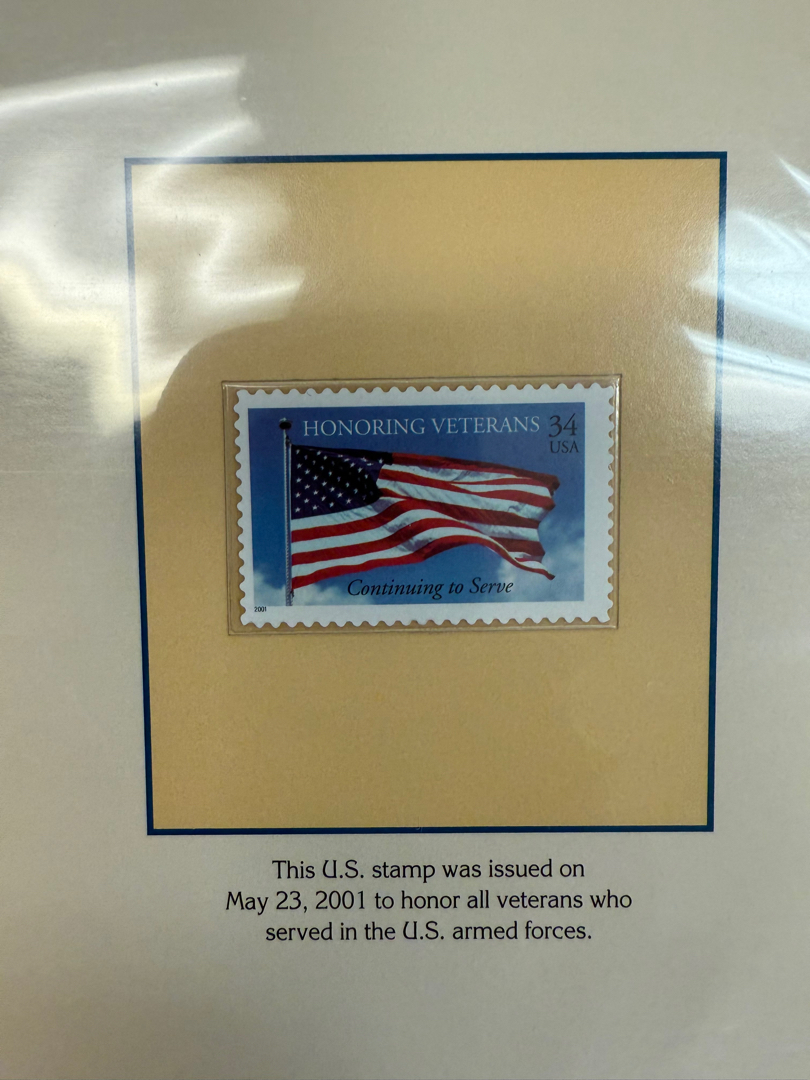 HONORING VETERANS 34
USA
Continuing to Serve
2001
This U.S. stamp was issued on
May 23, 2001 to honor all veterans who
served in the U.S. armed forces.